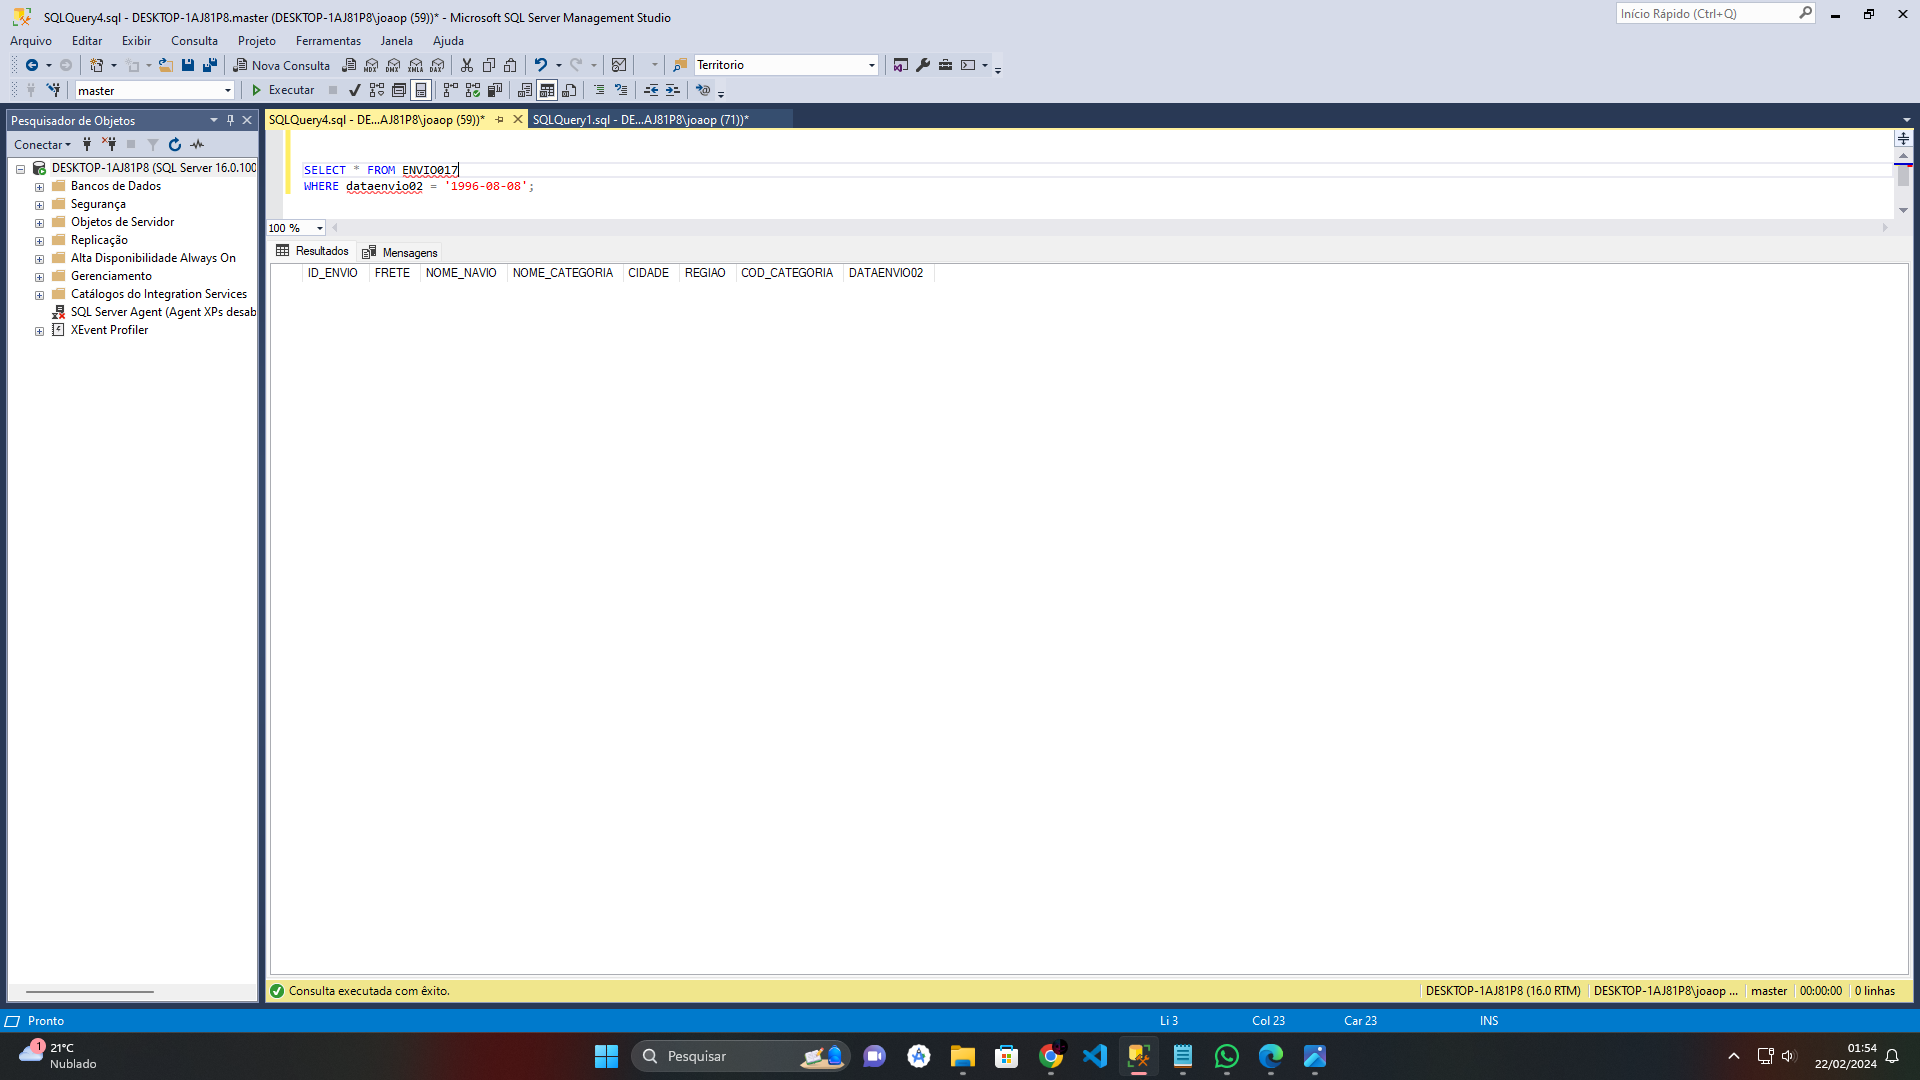 SQLQuery4.sql - DESKTOP-1AJ81P8.master (DESKTOP-1AJ81P8\joaop (59))* - Microsoft SQL Server Management Studio
Início Rápido (Ctrl+Q)
Arquivo Editar Exibir Consulta Projeto Ferramentas Janela Ajuda
Nova Consulta MDX DMX XMLA DAX Territorio
master Executar
Pesquisador de Objetos
SQLQuery4.sql - DE...AJ81P8\joaop (59))* SQLQuery1.sql - DE...AJ81P8\joaop (71))*
Conectar
DESKTOP-1AJ81P8 (SQL Server 16.0.100
Bancos de Dados
Segurança
Objetos de Servidor
Replicação
Alta Disponibilidade Always On
Gerenciamento
Catálogos do Integration Services
SQL Server Agent (Agent XPs desab
XEvent Profiler
SELECT * FROM ENVIO017
WHERE dataenvio02 = '1996-08-08';
100 %
Resultados Mensagens
ID_ENVIO FRETE NOME_NAVIO NOME_CATEGORIA CIDADE REGIAO COD_CATEGORIA DATAENVIO02
Consulta executada com êxito. DESKTOP-1AJ81P8 (16.0 RTM) DESKTOP-1AJ81P8\joaop ... master 00:00:00 0 linhas
Pronto Li 3 Col 23 Car 23 INS
1 21°C
Nublado
Pesquisar
01:54
22/02/2024